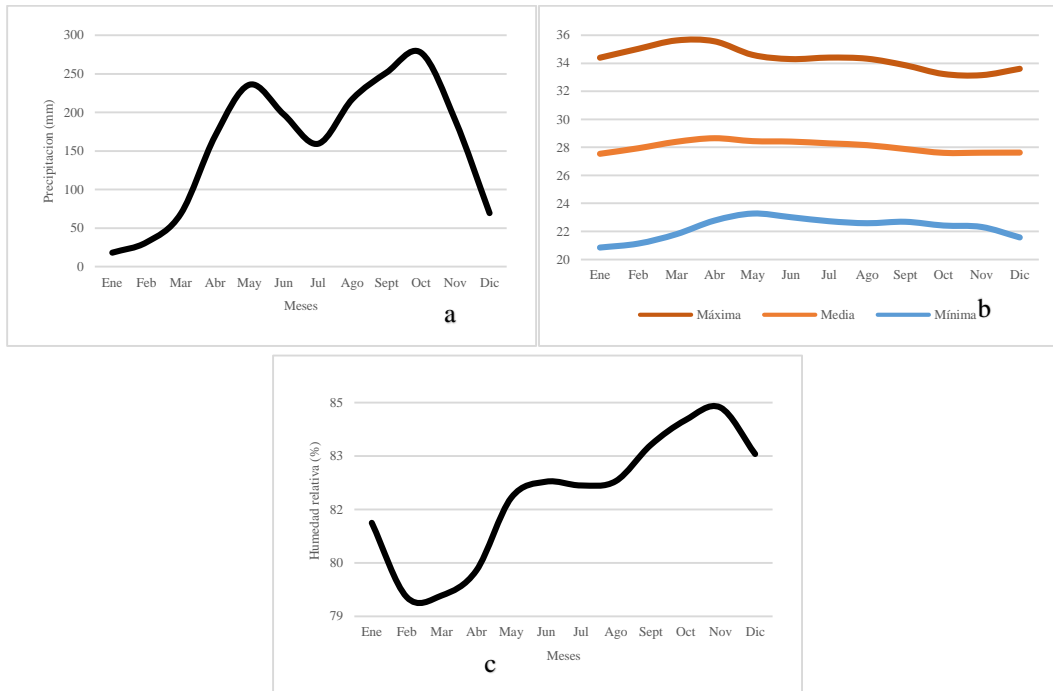 300
250
200
150
100
50
0
Precipitacion (mm)
Ene Feb Mar Abr May Jun Jul Ago Sept Oct Nov Dic
Meses
a
36
34
32
30
28
26
24
22
20
Ene Feb Mar Abr May Jun Jul Ago Sept Oct Nov Dic
Máxima Media Mínima
b
85
83
82
80
79
Humedad relativa (%)
Ene Feb Mar Abr May Jun Jul Ago Sept Oct Nov Dic
Meses
c